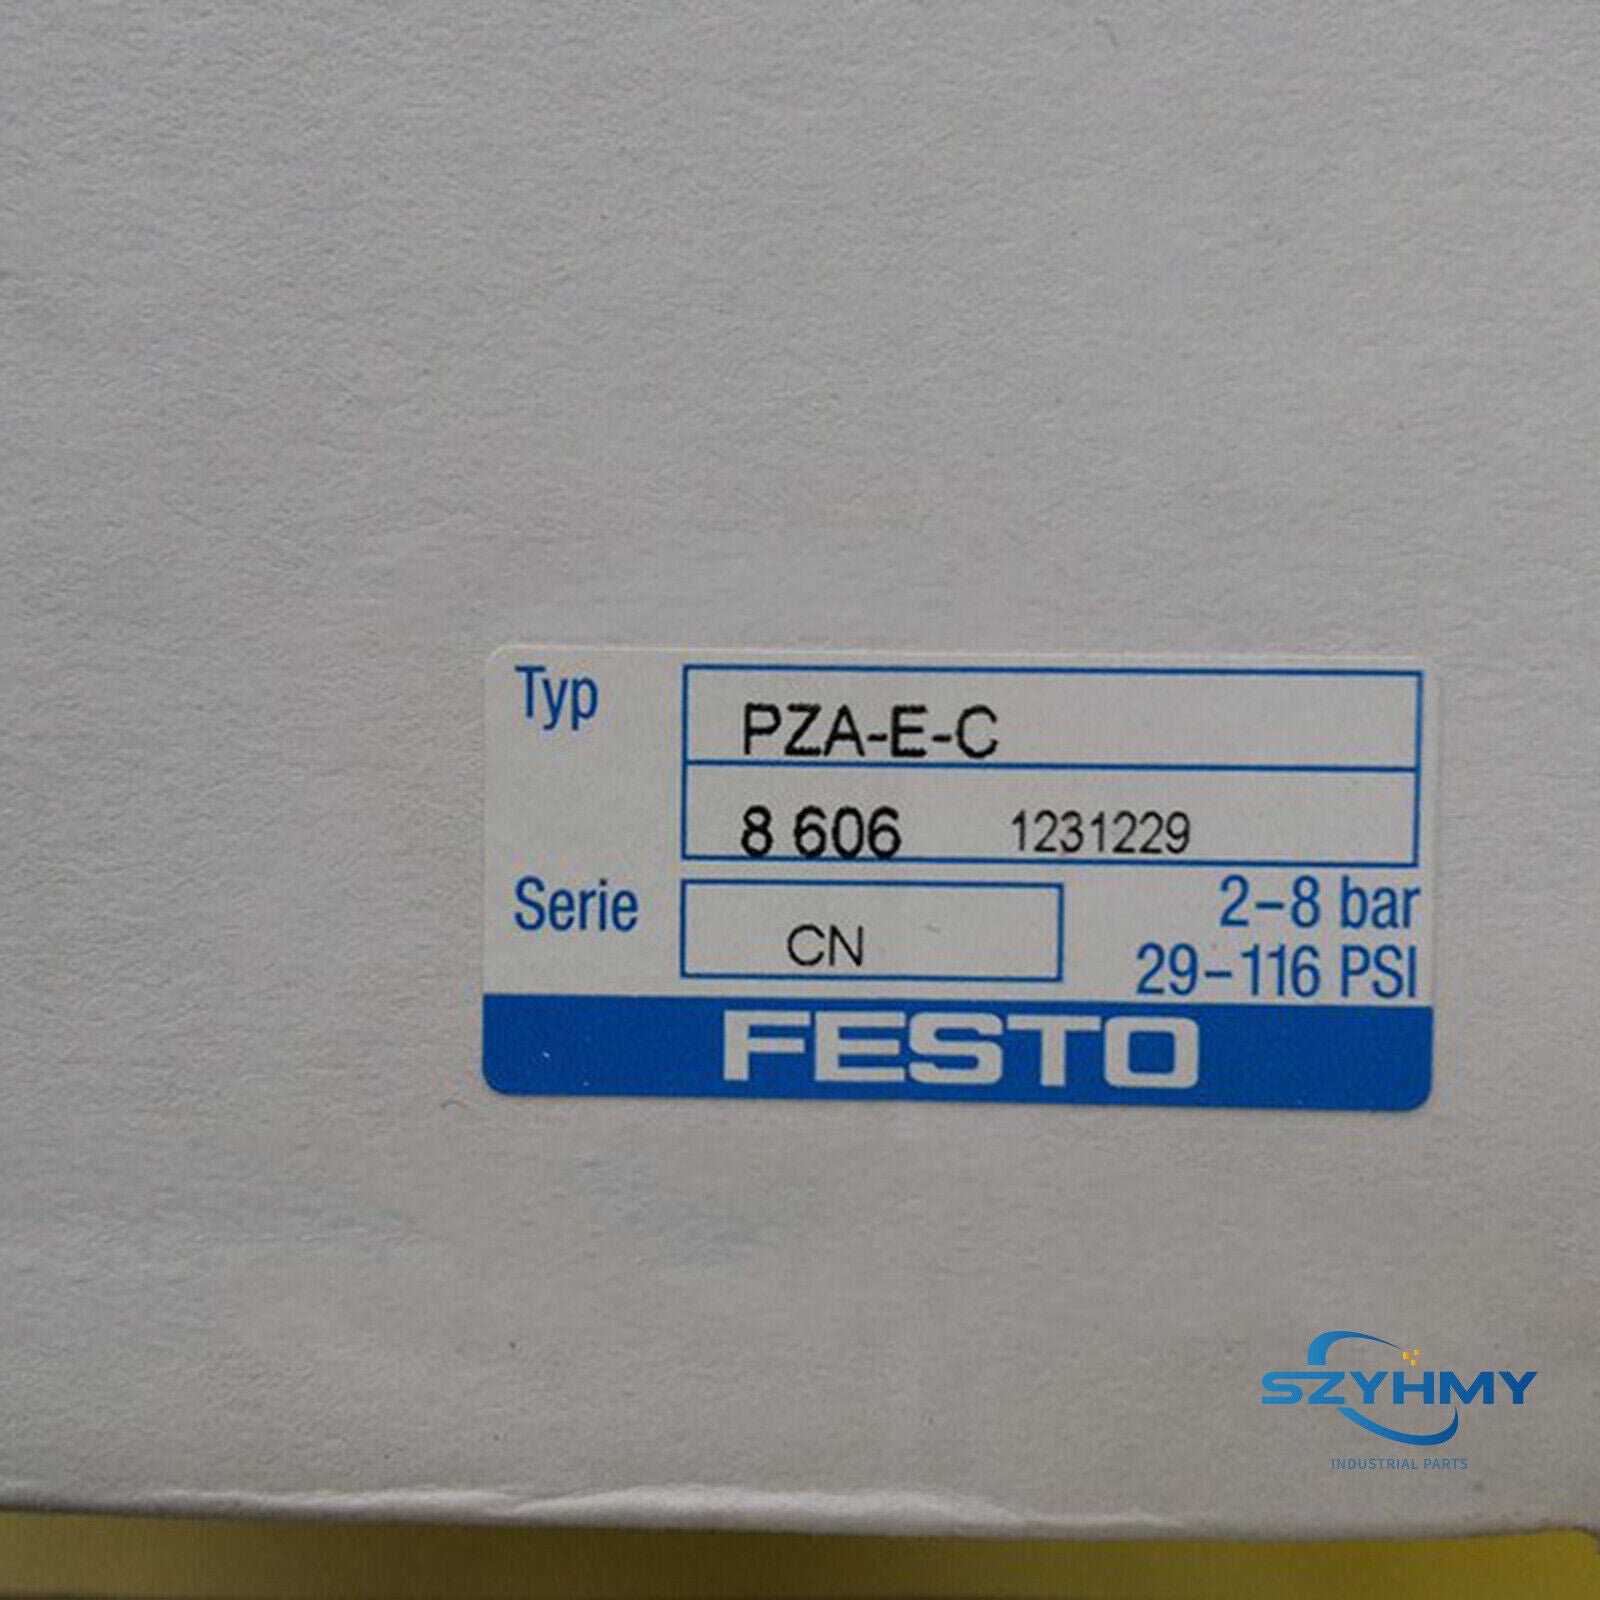 Typ PZA-E-C
8 606 1231229
Serie CN 2-8 bar
29-116 PSI
FESTO
SZYHMY
INDUSTRIAL PARTS